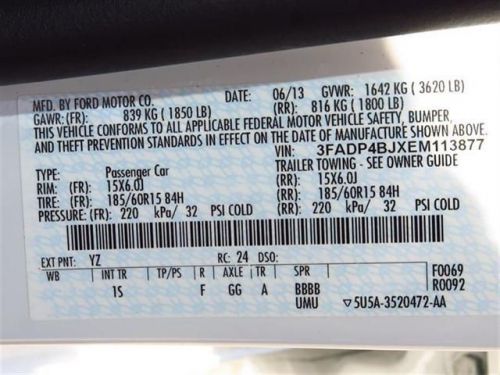 MFD. BY FORD MOTOR CO. DATE: 06/13 GVWR: 1642 KG ( 3620 LB)
GAWR: (FR): 839 KG ( 1850 LB) (RR): 816 KG ( 1800 LB)
THIS VEHICLE CONFORMS TO ALL APPLICABLE FEDERAL MOTOR VEHICLE SAFETY, BUMPER,
AND THEFT PREVENTION STANDARDS IN EFFECT ON THE DATE OF MANUFACTURE SHOWN ABOVE.
VIN: 3FADP4BJXEM113877
TYPE: Passenger Car TRAILER TOWING - SEE OWNER GUIDE
RIM: (FR) 15X6.0J (RR): 15X6.0J
TIRE: (FR) 185/60R15 84H (RR): 185/60R15 84H
PRESSURE: (FR) 220 kPa/ 32 PSI COLD (RR): 220 kPa/ 32 PSI COLD
EXT PNT: YZ RC: 24 DSO: F0069
WB INT TR TP/PS R AXLE TR SPR R0092
1S F GG A BBBB
UMU ▽5U5A-3520472-AA